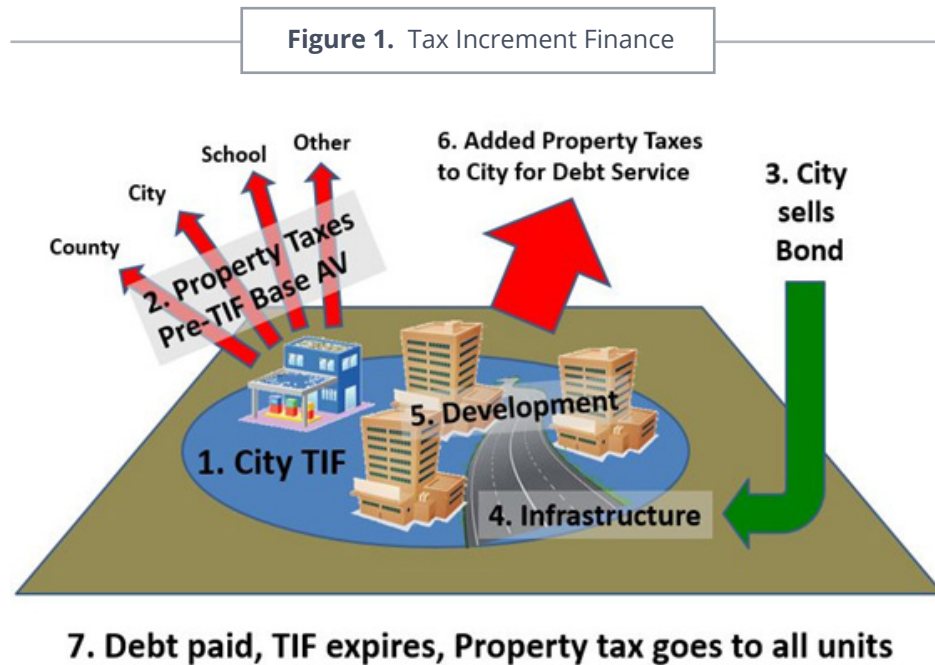 Figure 1. Tax Increment Finance
County
City
School
Other
2. Property Taxes
Pre-TIF Base AV
6. Added Property Taxes
to City for Debt Service
3. City
sells
Bond
1. City TIF
5. Development
4. Infrastructure
7. Debt paid, TIF expires, Property tax goes to all units